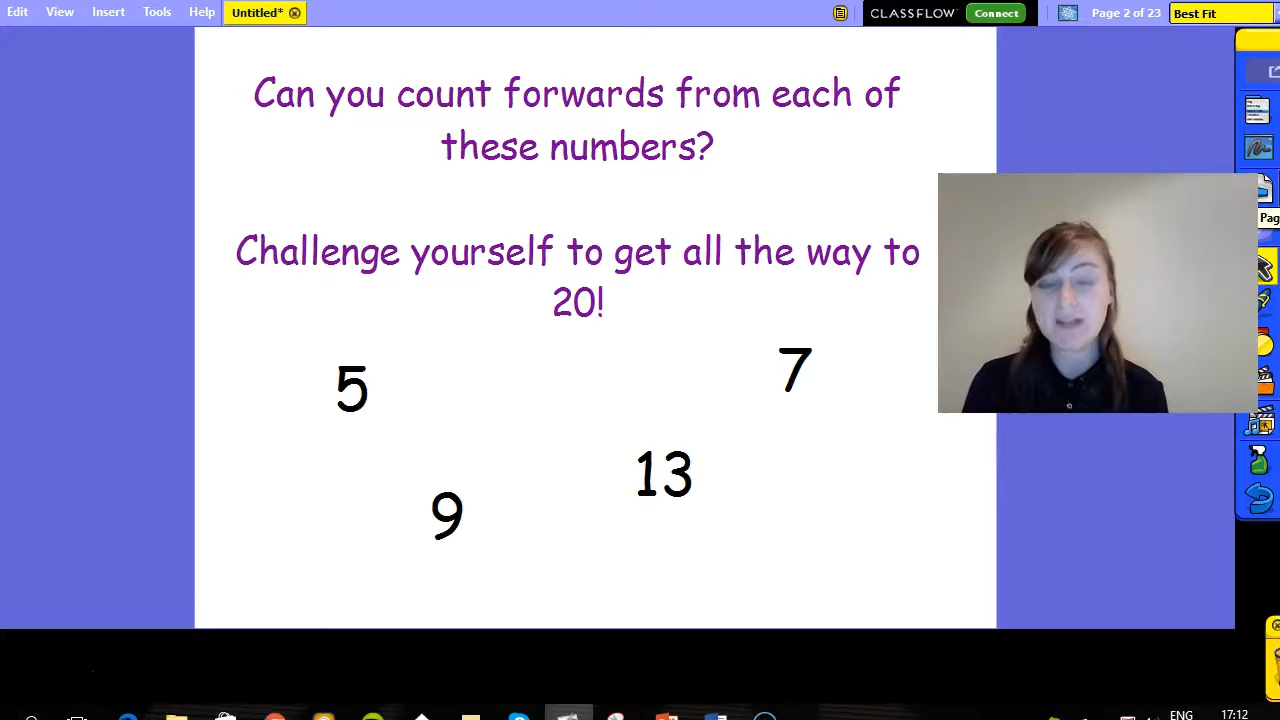 Edit View Insert Tools Help Untitled* CLASSFLOW Connect Page 2 of 23 Best Fit
Can you count forwards from each of
these numbers?
Challenge yourself to get all the way to
20!
Pag
5
7
13
9
ENG 17:12